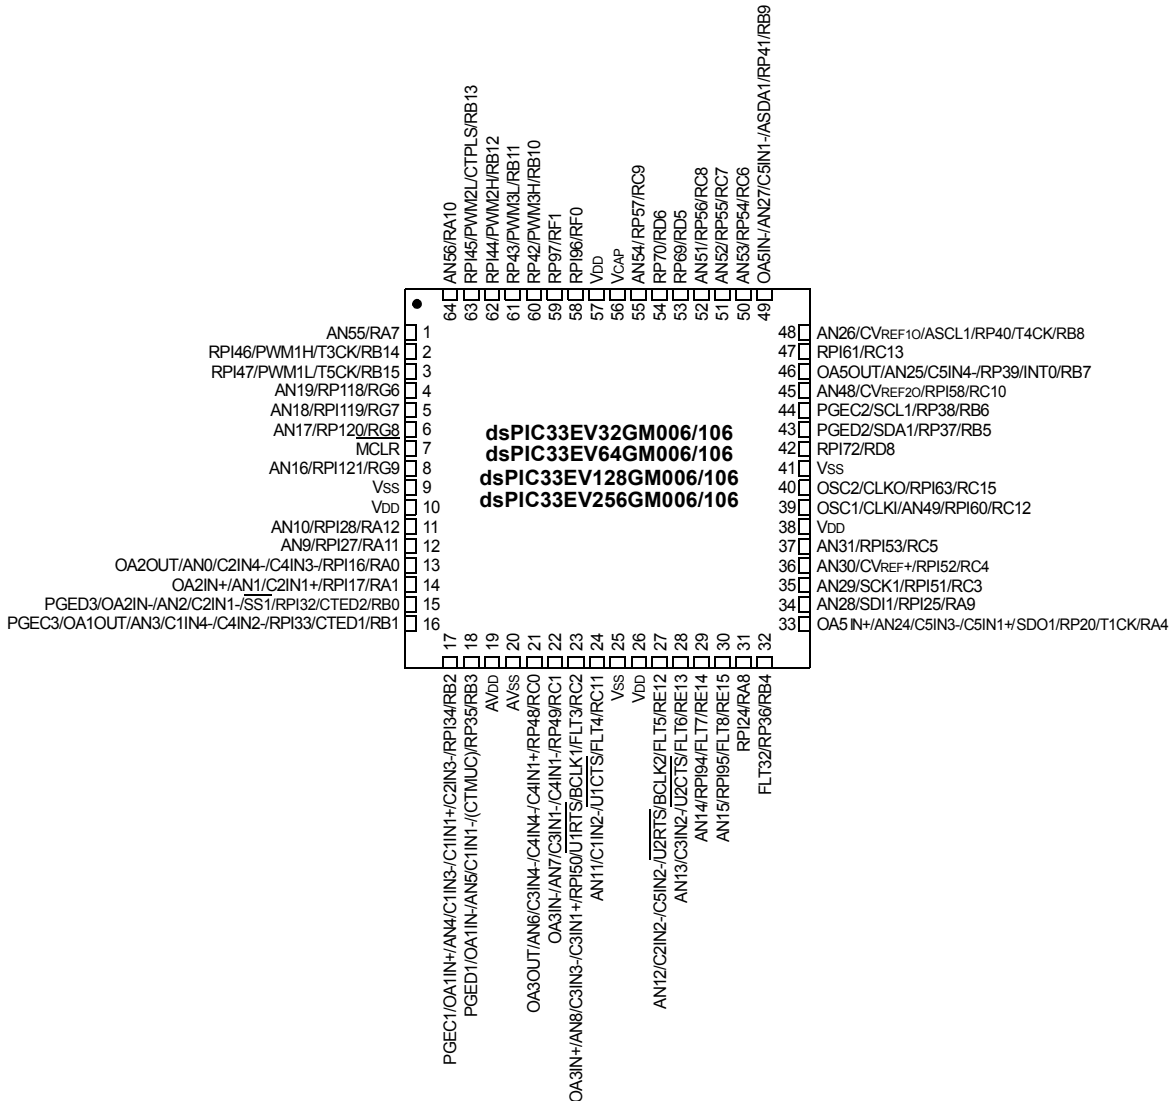 OA5IN-/AN27/C5IN1-/ASDA1/RP41/RB9
AN53/RP54/RC6
AN52/RP55/RC7
AN51/RP56/RC8
RP69/RD5
RP70/RD6
AN54/RP57/RC9
VCAP
VDD
RPI96/RF0
RP97/RF1
RP42/PWM3H/RB10
RP43/PWM3L/RB11
RPI44/PWM2H/RB12
RPI45/PWM2L/CTPLS/RB13
AN56/RA10
64 63 62 61 60 59 58 57 56 55 54 53 52 51 50 49
AN55/RA7 1
RPI46/PWM1H/T3CK/RB14 2
RPI47/PWM1L/T5CK/RB15 3
AN19/RP118/RG6 4
AN18/RPI119/RG7 5
AN17/RP120/RG8 6
MCLR 7
AN16/RPI121/RG9 8
VSS 9
VDD 10
AN10/RPI28/RA12 11
AN9/RPI27/RA11 12
OA2OUT/AN0/C2IN4-/C4IN3-/RPI16/RA0 13
OA2IN+/AN1/C2IN1+/RPI17/RA1 14
PGED3/OA2IN-/AN2/C2IN1-/SS1/RPI32/CTED2/RB0 15
PGEC3/OA1OUT/AN3/C1IN4-/C4IN2-/RPI33/CTED1/RB1 16
dsPIC33EV32GM006/106
dsPIC33EV64GM006/106
dsPIC33EV128GM006/106
dsPIC33EV256GM006/106
48 AN26/CVREF1O/ASCL1/RP40/T4CK/RB8
47 RPI61/RC13
46 OA5OUT/AN25/C5IN4-/RP39/INT0/RB7
45 AN48/CVREF2O/RPI58/RC10
44 PGEC2/SCL1/RP38/RB6
43 PGED2/SDA1/RP37/RB5
42 RPI72/RD8
41 VSS
40 OSC2/CLKO/RPI63/RC15
39 OSC1/CLKI/AN49/RPI60/RC12
38 VDD
37 AN31/RPI53/RC5
36 AN30/CVREF+/RPI52/RC4
35 AN29/SCK1/RPI51/RC3
34 AN28/SDI1/RPI25/RA9
33 OA5IN+/AN24/C5IN3-/C5IN1+/SDO1/RP20/T1CK/RA4
17 18 19 20 21 22 23 24 25 26 27 28 29 30 31 32
PGEC1/OA1IN+/AN4/C1IN3-/C1IN1+/C2IN3-/RPI34/RB2
PGED1/OA1IN-/AN5/C1IN1-/(CTMUC)/RP35/RB3
AVDD
AVSS
OA3OUT/AN6/C3IN4-/C4IN4-/C4IN1+/RP48/RC0
OA3IN-/AN7/C3IN1-/C4IN1-/RP49/RC1
OA3IN+/AN8/C3IN3-/C3IN1+/RPI50/U1RTS/BCLK1/FLT3/RC2
AN11/C1IN2-/U1CTS/FLT4/RC11
VSS
VDD
AN12/C2IN2-/C5IN2-/U2RTS/BCLK2/FLT5/RE12
AN13/C3IN2-/U2CTS/FLT6/RE13
AN14/RPI94/FLT7/RE14
AN15/RPI95/FLT8/RE15
RPI24/RA8
FLT32/RP36/RB4